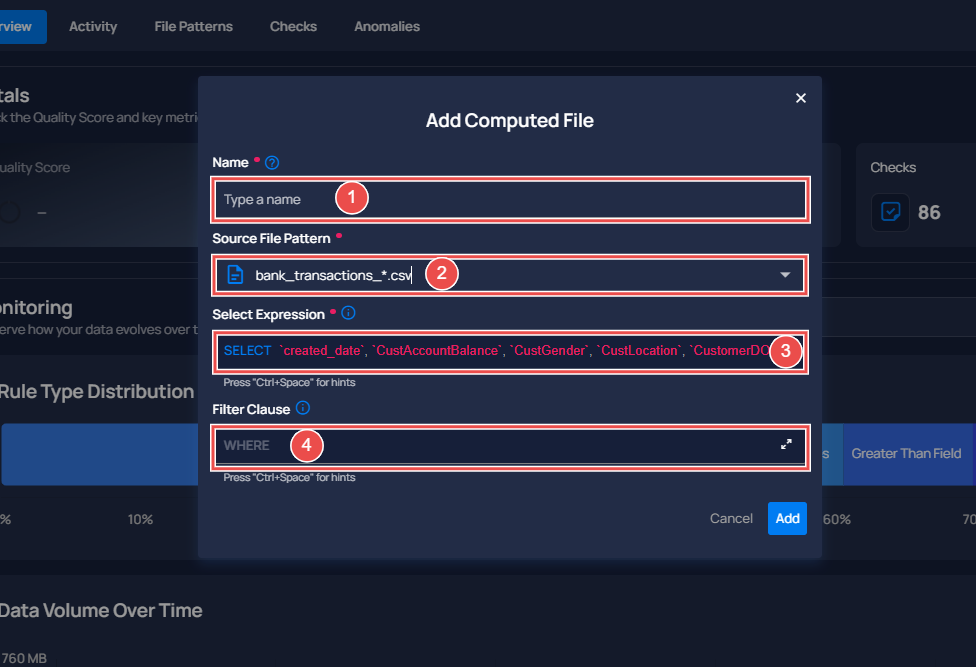 rview Activity File Patterns Checks Anomalies
Add Computed File
tals
k the Quality Score and key metri
uality Score
–
Checks
86
Name *
Type a name 1
Source File Pattern *
bank_transactions_*.csv 2
Select Expression *
SELECT `created_date`, `CustAccountBalance`, `CustGender`, `CustLocation`, `CustomerDO 3
Press "Ctrl+Space" for hints
Filter Clause
WHERE 4
Press "Ctrl+Space" for hints
Cancel Add
nitoring
erve how your data evolves over t
Rule Type Distribution
s Greater Than Field
% 10% 60% 70
Data Volume Over Time
760 MB